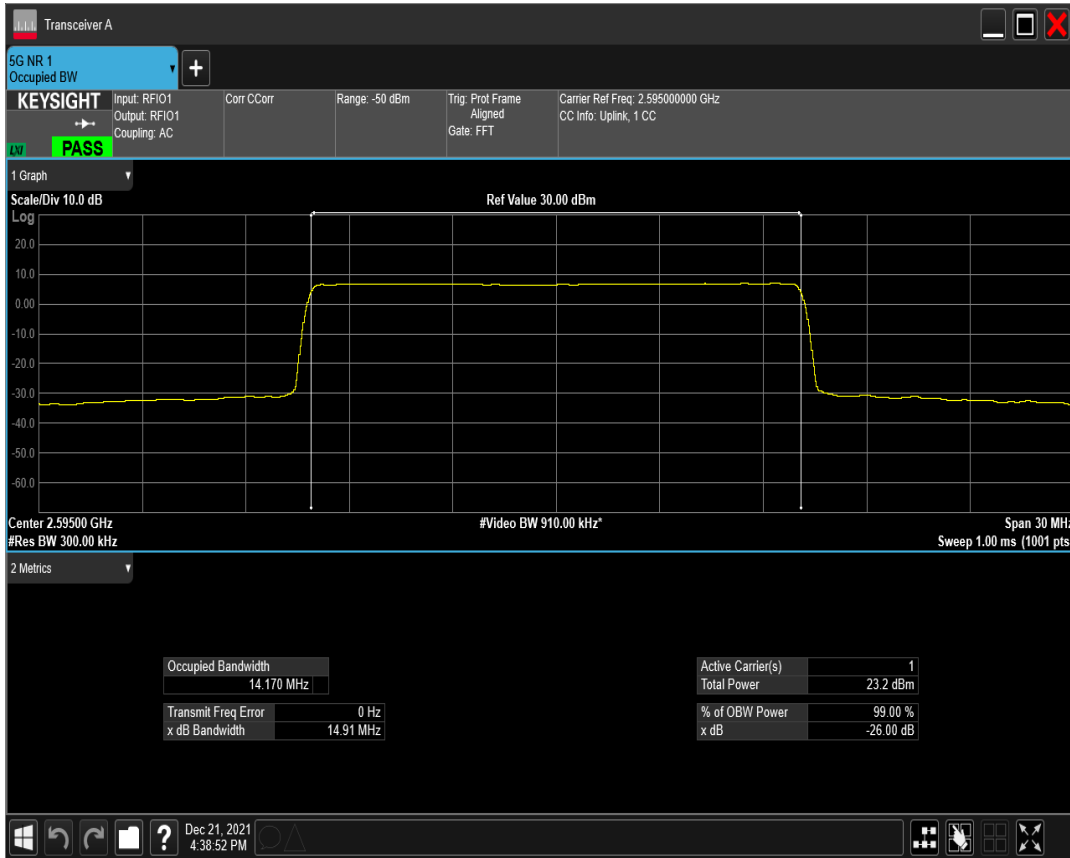 Transceiver A
5G NR 1
Occupied BW
KEYSIGHT
LXI
PASS
Input: RFIO1
Output: RFIO1
Coupling: AC
Corr CCorr
Range: -50 dBm
Trig: Prot Frame
Aligned
Gate: FFT
Carrier Ref Freq: 2.595000000 GHz
CC Info: Uplink, 1 CC
1 Graph
Scale/Div 10.0 dB
Ref Value 30.00 dBm
Log
20.0
10.0
0.00
-10.0
-20.0
-30.0
-40.0
-50.0
-60.0
Center 2.59500 GHz
#Video BW 910.00 kHz*
Span 30 MHz
#Res BW 300.00 kHz
Sweep 1.00 ms (1001 pts
2 Metrics
Occupied Bandwidth
14.170 MHz
Transmit Freq Error 0 Hz
x dB Bandwidth 14.91 MHz
Active Carrier(s) 1
Total Power 23.2 dBm
% of OBW Power 99.00 %
x dB -26.00 dB
?
Dec 21, 2021
4:38:52 PM